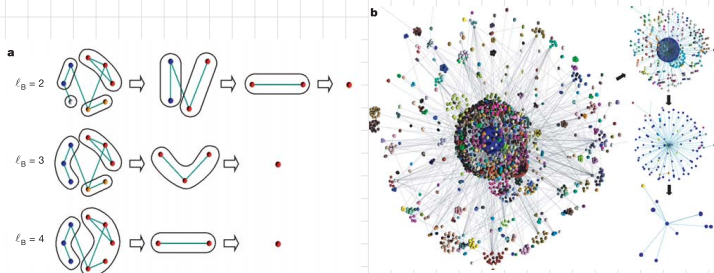 a
ℓB = 2
ℓB = 3
ℓB = 4
b